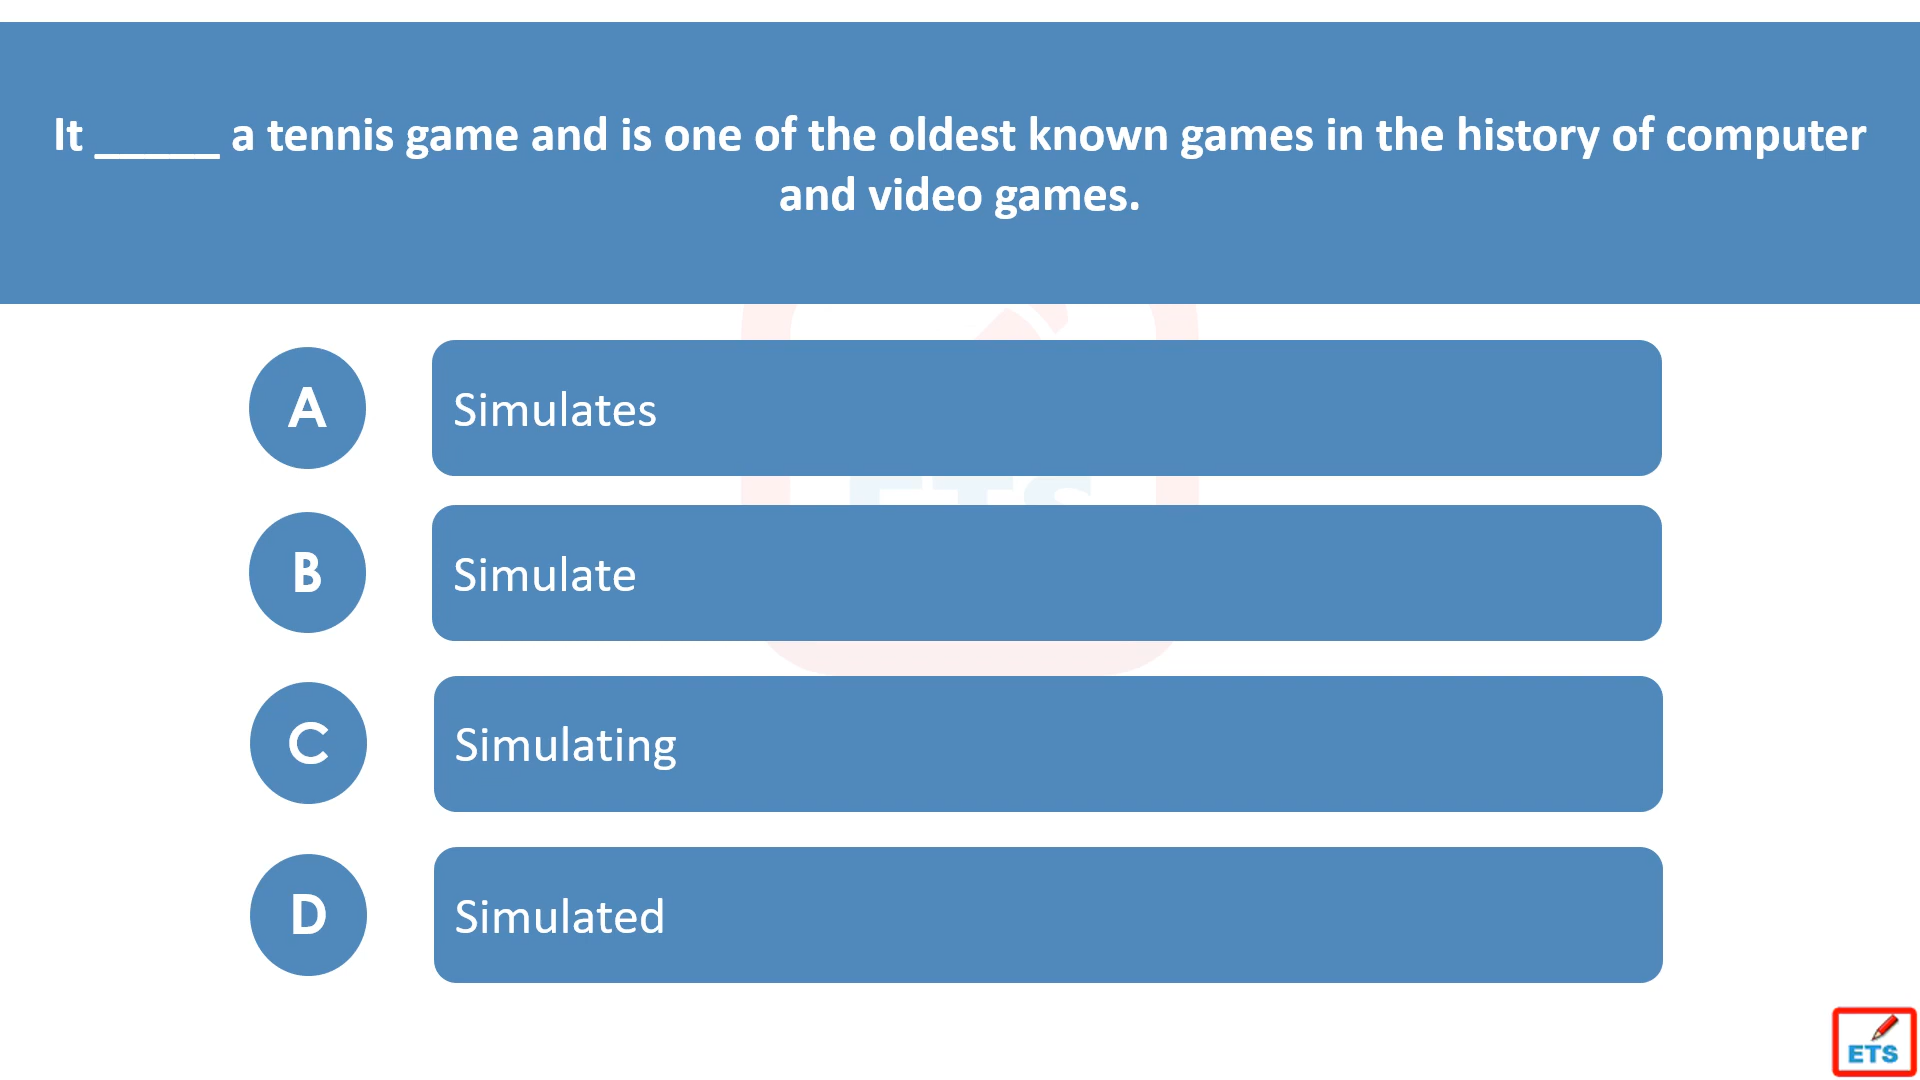 It _____ a tennis game and is one of the oldest known games in the history of computer
and video games.
A
Simulates
B
Simulate
C
Simulating
D
Simulated
ETS